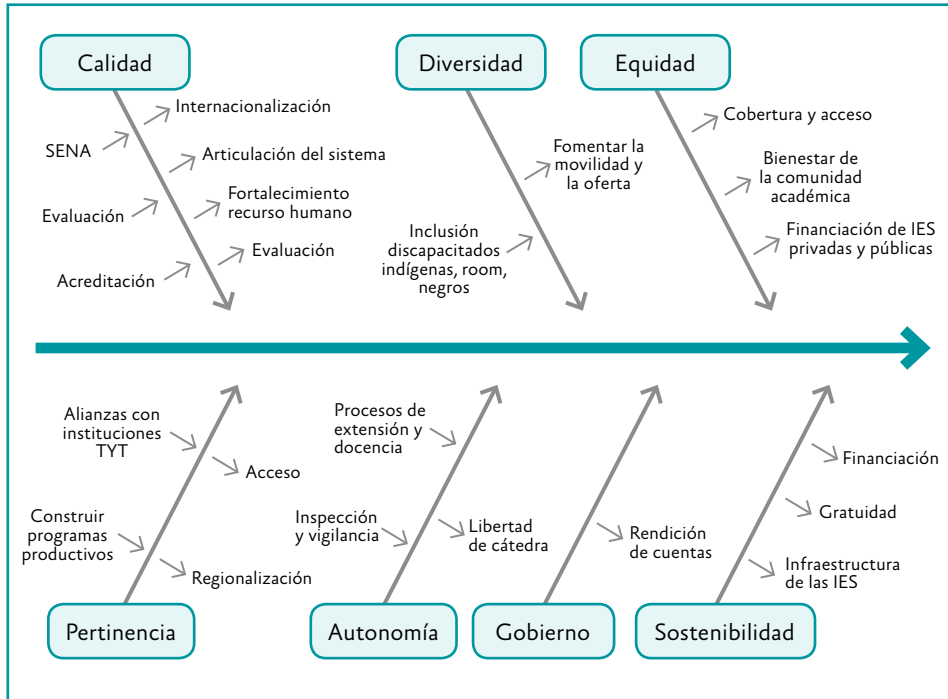 Calidad
Diversidad
Equidad
Internacionalización
SENA
Articulación del sistema
Evaluación
Fortalecimiento
recurso humano
Evaluación
Acreditación
Fomentar la
movilidad y
la oferta
Inclusión
discapacitados
indígenas, room,
negros
Cobertura y acceso
Bienestar de
la comunidad
académica
Financiación de IES
privadas y públicas
Alianzas con
instituciones
TYT
Acceso
Construir
programas
productivos
Regionalización
Procesos de
extensión y
docencia
Inspección
y vigilancia
Libertad
de cátedra
Rendición
de cuentas
Financiación
Gratuidad
Infraestructura
de las IES
Pertinencia
Autonomía
Gobierno
Sostenibilidad